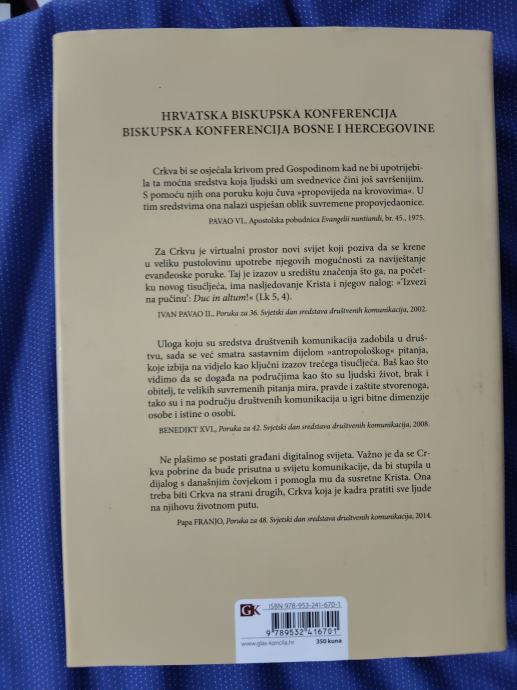 HRVATSKA BISKUPSKA KONFERENCIJA
BISKUPSKA KONFERENCIJA BOSNE I HERCEGOVINE
Crkva bi se osjećala krivom pred Gospodinom kad ne bi upotrijebi-
la ta moćna sredstva koja ljudski um svednevice čini još savršenijim.
S pomoću njih ona poruku koju čuva »propovijeda na krovovima«. U
tim sredstvima ona nalazi uspješan oblik suvremene propovjedaonice.
PAVAO VI., Apostolska pobudnica Evangelii nuntiandi, br. 45., 1975.
Za Crkvu je virtualni prostor novi svijet koji poziva da se krene
u veliku pustolovinu upotrebe njegovih mogućnosti za naviještanje
evanđeoske poruke. Taj je izazov u središtu značenja što ga, na počet-
ku novog tisućljeća, ima nasljedovanje Krista i njegov nalog: »'Izvezi
na pučinu': Duc in altum!« (Lk 5, 4).
IVAN PAVAO II., Poruka za 36. Svjetski dan sredstava društvenih komunikacija, 2002.
Uloga koju su sredstva društvenih komunikacija zadobila u druš-
tvu, sada se već smatra sastavnim dijelom »antropološkog« pitanja,
koje izbija na vidjelo kao ključni izazov trećega tisućljeća. Baš kao što
vidimo da se događa na područjima kao što su ljudski život, brak i
obitelj, te velikih suvremenih pitanja mira, pravde i zaštite stvorenoga,
tako su i na području društvenih komunikacija u igri bitne dimenzije
osobe i istine o osobi.
BENEDIKT XVI., Poruka za 42. Svjetski dan sredstava društvenih komunikacija, 2008.
Ne plašimo se postati građani digitalnog svijeta. Važno je da se Cr-
kva pobrine da bude prisutna u svijetu komunikacije, da bi stupila u
dijalog s današnjim čovjekom i pomogla mu da susretne Krista. Ona
treba biti Crkva na strani drugih, Crkva koja je kadra pratiti sve ljude
na njihovu životnom putu.
Papa FRANJO, Poruka za 48. Svjetski dan sredstava društvenih komunikacija, 2014.
GK
ISBN 978-953-241-670-1
9 789532 416701
www.glas-koncila.hr 350 kuna